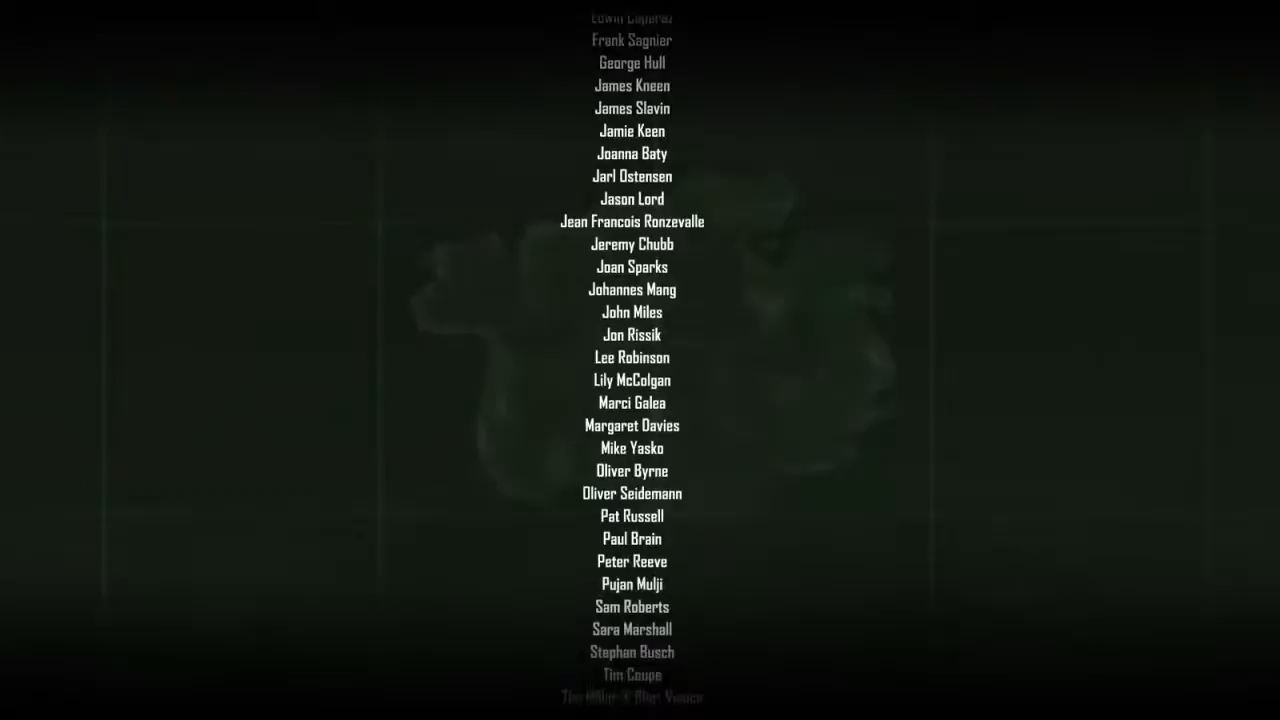 Frank Sagnier
George Hull
James Kneen
James Slavin
Jamie Keen
Joanna Baty
Jarl Ostensen
Jason Lord
Jean Francois Ronzevalle
Jeremy Chubb
Joan Sparks
Johannes Mang
John Miles
Jon Rissik
Lee Robinson
Lily McColgan
Marci Galea
Margaret Davies
Mike Yasko
Oliver Byrne
Oliver Seidemann
Pat Russell
Paul Brain
Peter Reeve
Pujan Mulji
Sam Roberts
Sara Marshall
Stephan Busch
Tim Coupe